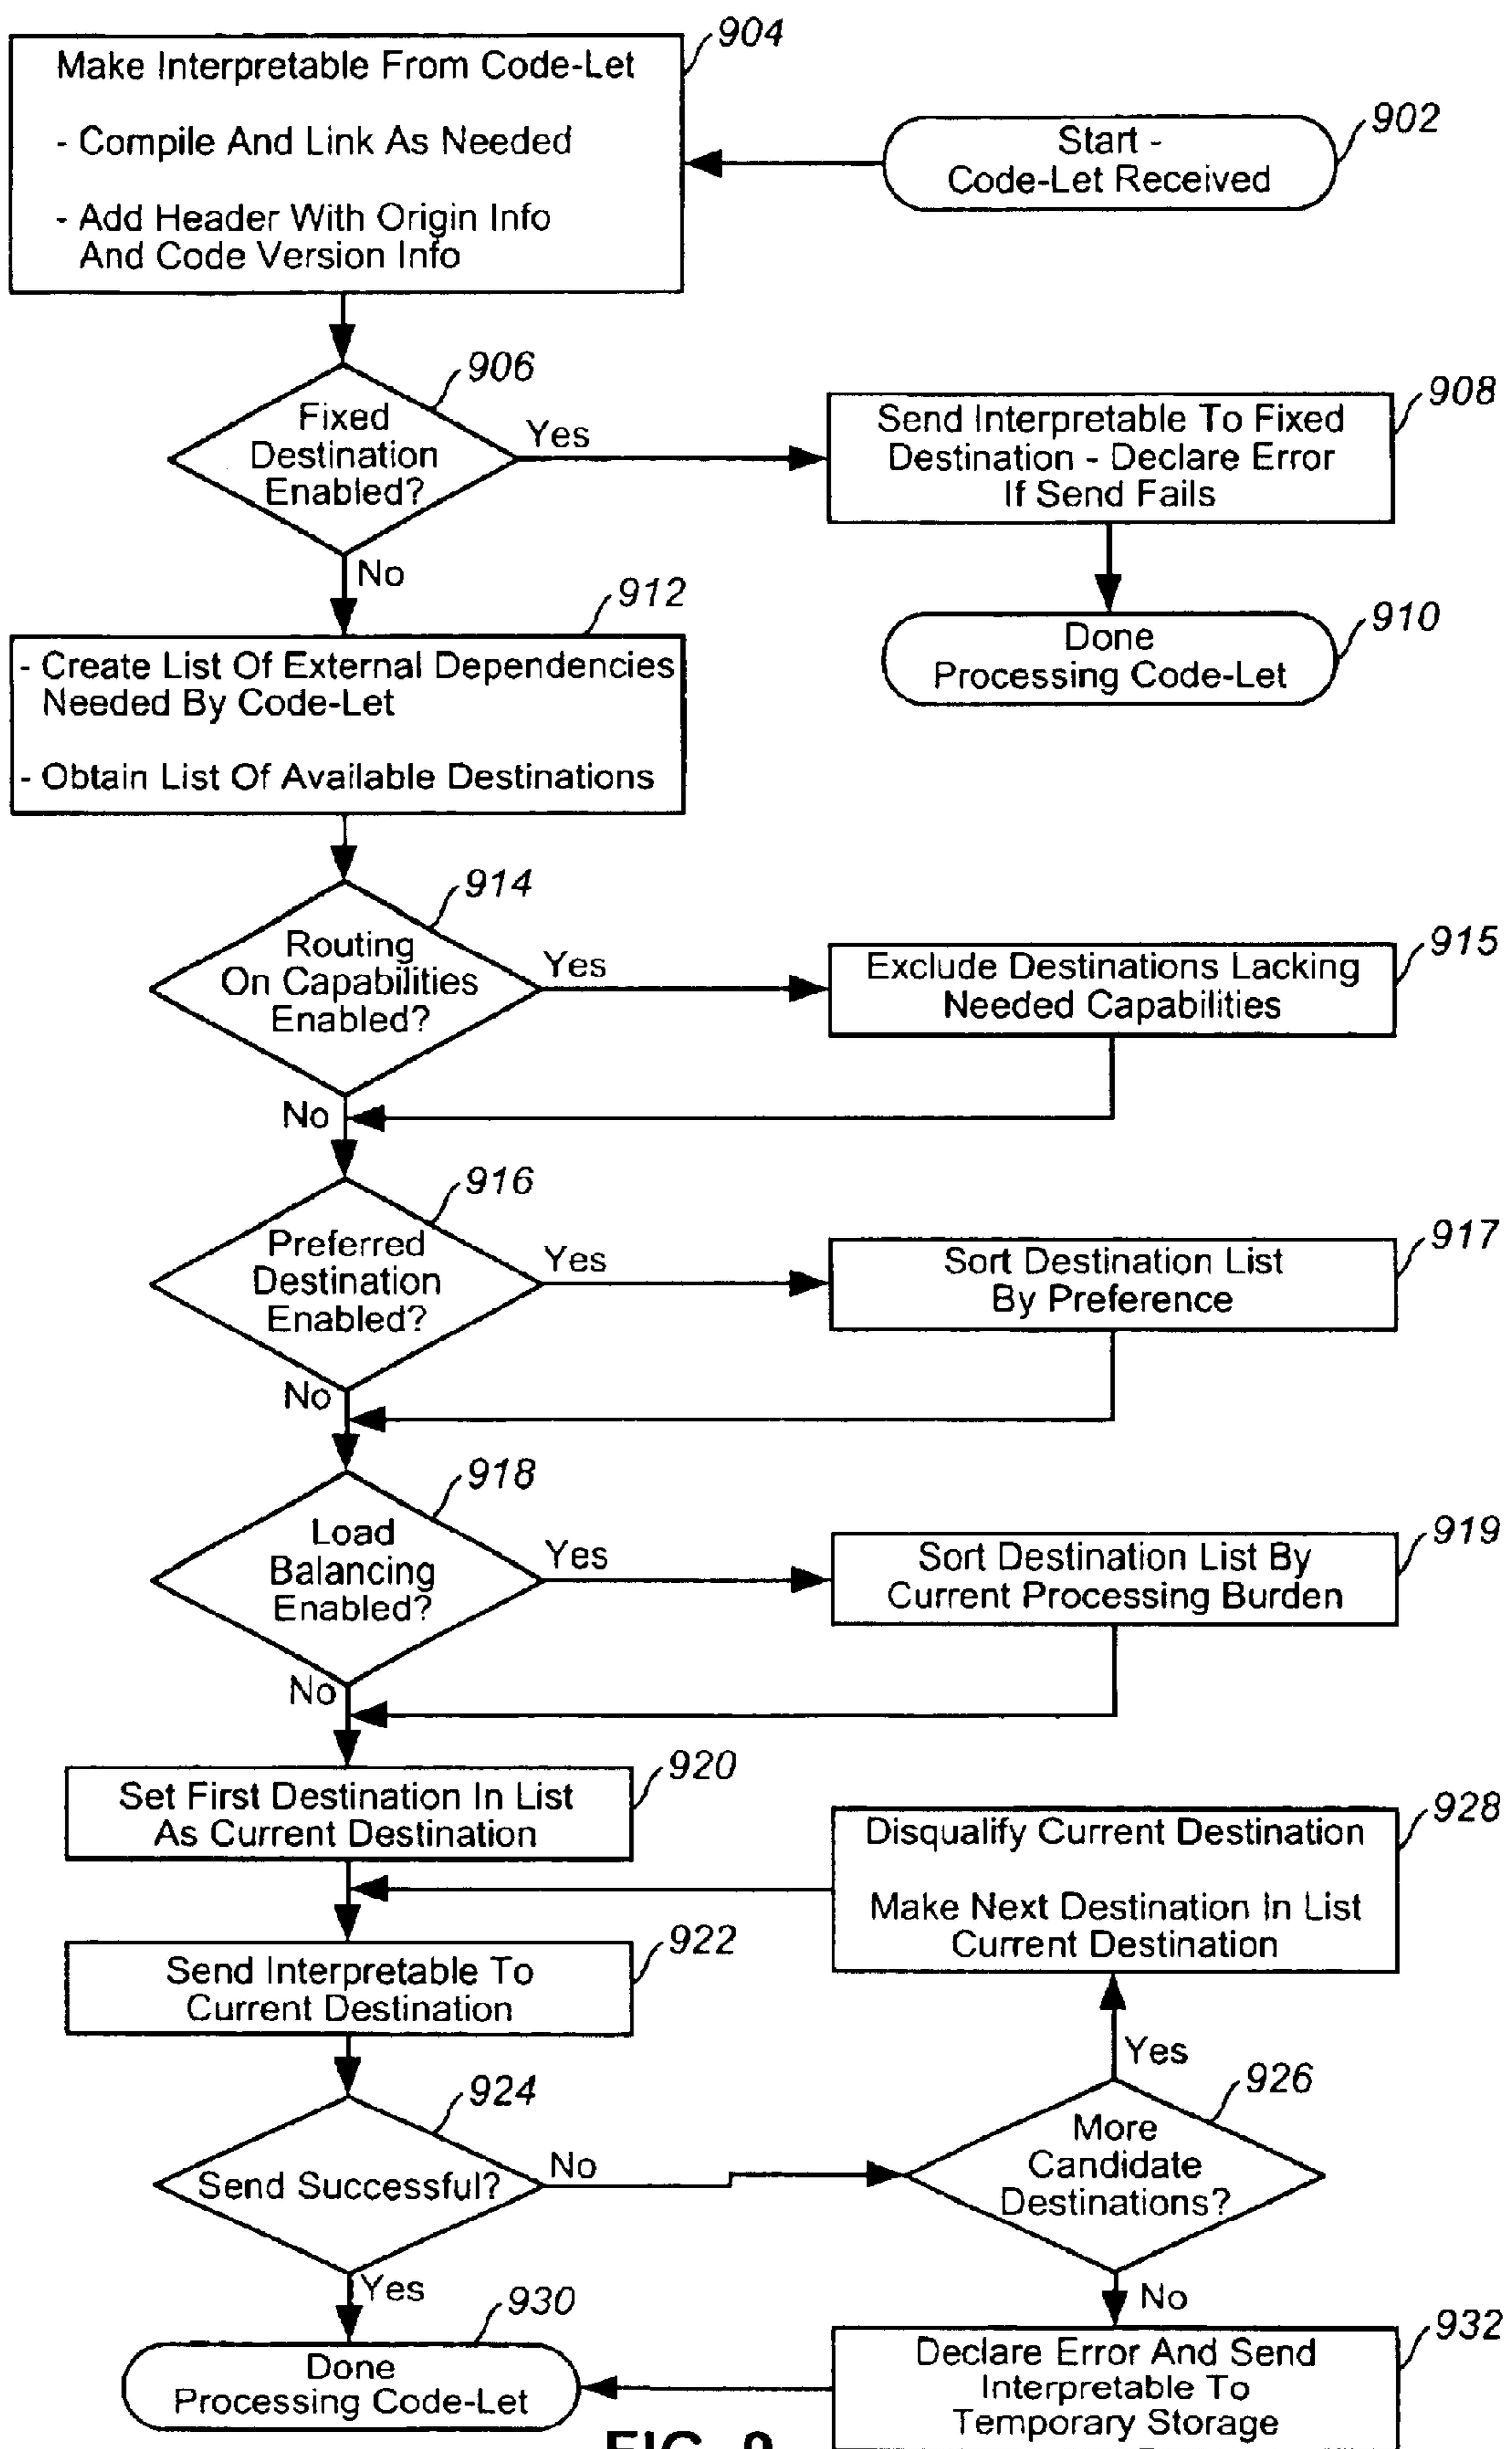 904
Make Interpretable From Code-Let
- Compile And Link As Needed
- Add Header With Origin Info
And Code Version Info
902
Start -
Code-Let Received
906
Fixed
Destination
Enabled?
Yes
No
908
Send Interpretable To Fixed
Destination - Declare Error
If Send Fails
910
Done
Processing Code-Let
912
- Create List Of External Dependencies
Needed By Code-Let
- Obtain List Of Available Destinations
914
Routing
On Capabilities
Enabled?
Yes
No
915
Exclude Destinations Lacking
Needed Capabilities
916
Preferred
Destination
Enabled?
Yes
No
917
Sort Destination List
By Preference
918
Load
Balancing
Enabled?
Yes
No
919
Sort Destination List By
Current Processing Burden
920
Set First Destination In List
As Current Destination
928
Disqualify Current Destination
Make Next Destination In List
Current Destination
922
Send Interpretable To
Current Destination
924
Send Successful?
No
Yes
926
More
Candidate
Destinations?
Yes
No
930
Done
Processing Code-Let
932
Declare Error And Send
Interpretable To
Temporary Storage
FIG. 9